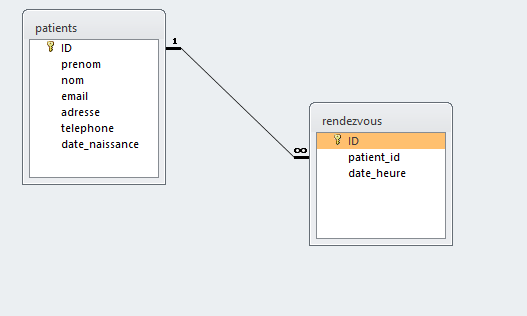 patients
ID
prenom
nom
email
adresse
telephone
date_naissance
1
∞
rendezvous
ID
patient_id
date_heure